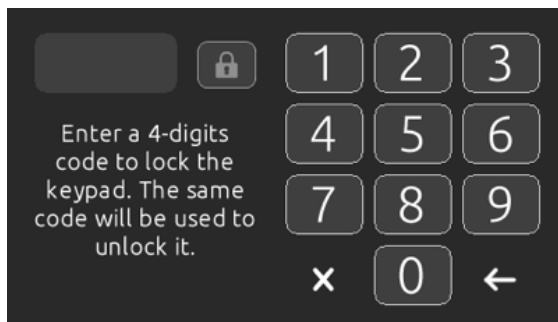 1 2 3
Enter a 4-digits
code to lock the
keypad. The same
code will be used to
unlock it.
4 5 6
7 8 9
0